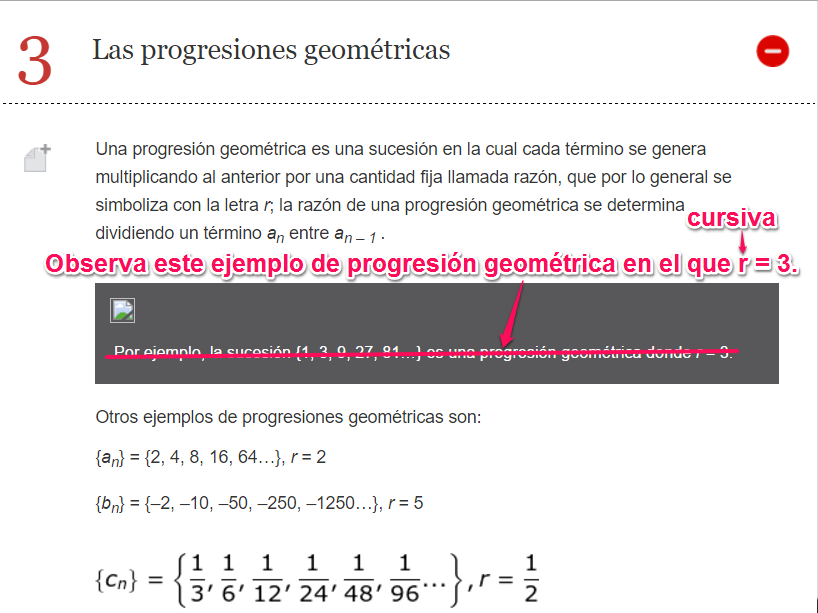 3 Las progresiones geométricas
Una progresión geométrica es una sucesión en la cual cada término se genera
multiplicando al anterior por una cantidad fija llamada razón, que por lo general se
simboliza con la letra r; la razón de una progresión geométrica se determina
dividiendo un término aₙ entre aₙ₋₁ .
cursiva
Observa este ejemplo de progresión geométrica en el que r = 3.
Por ejemplo, la sucesión {1, 3, 9, 27, 81…} es una progresión geométrica donde r = 3.
Otros ejemplos de progresiones geométricas son:
{aₙ} = {2, 4, 8, 16, 64…}, r = 2
{bₙ} = {–2, –10, –50, –250, –1250…}, r = 5
{cₙ} = {1/3, 1/6, 1/12, 1/24, 1/48, 1/96 ...}, r = 1/2